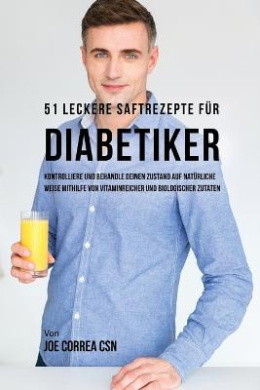 51 LECKERE SAFTREZEPTE FÜR
DIABETIKER
KONTROLLIERE UND BEHANDLE DEINEN ZUSTAND AUF NATÜRLICHE
WEISE MITHILFE VON VITAMINREICHER UND BIOLOGISCHER ZUTATEN
Von
JOE CORREA CSN